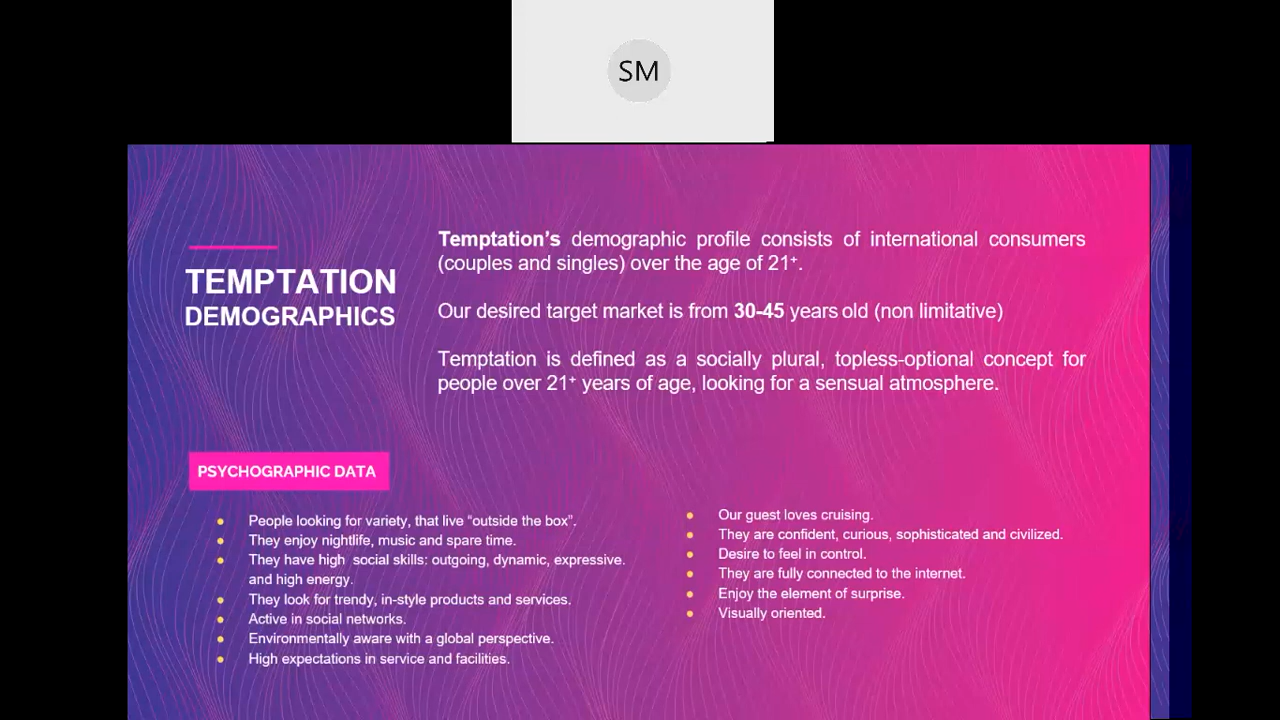 SM
TEMPTATION
DEMOGRAPHICS
Temptation’s demographic profile consists of international consumers
(couples and singles) over the age of 21⁺.
Our desired target market is from 30-45 years old (non limitative)
Temptation is defined as a socially plural, topless-optional concept for
people over 21⁺ years of age, looking for a sensual atmosphere.
PSYCHOGRAPHIC DATA
● People looking for variety, that live “outside the box”.
● They enjoy nightlife, music and spare time.
● They have high social skills: outgoing, dynamic, expressive.
and high energy.
● They look for trendy, in-style products and services.
● Active in social networks.
● Environmentally aware with a global perspective.
● High expectations in service and facilities.
● Our guest loves cruising.
● They are confident, curious, sophisticated and civilized.
● Desire to feel in control.
● They are fully connected to the internet.
● Enjoy the element of surprise.
● Visually oriented.